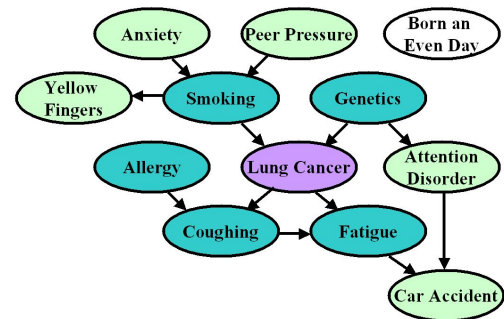 Anxiety
Peer Pressure
Born an
Even Day
Yellow
Fingers
Smoking
Genetics
Allergy
Lung Cancer
Attention
Disorder
Coughing
Fatigue
Car Accident